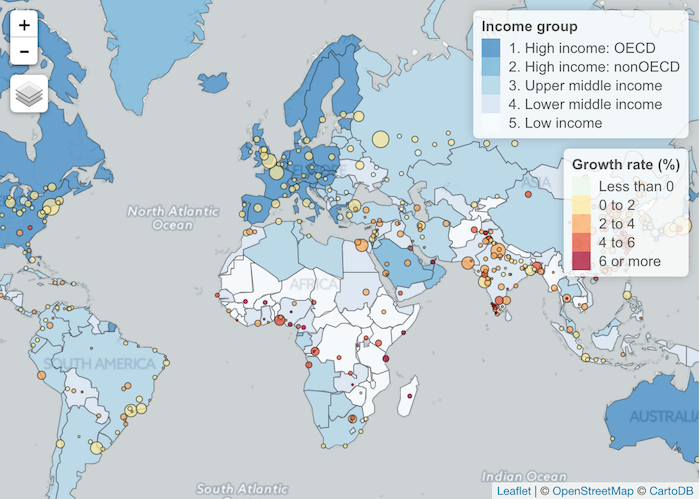 +
−
Income group
1. High income: OECD
2. High income: nonOECD
3. Upper middle income
4. Lower middle income
5. Low income
Growth rate (%)
Less than 0
0 to 2
2 to 4
4 to 6
6 or more
EUROPE
ASIA
North Atlantic
Ocean
AFRICA
SOUTH AMERICA
AUSTRALIA
South Atlantic
Indian Ocean
Leaflet | © OpenStreetMap © CartoDB